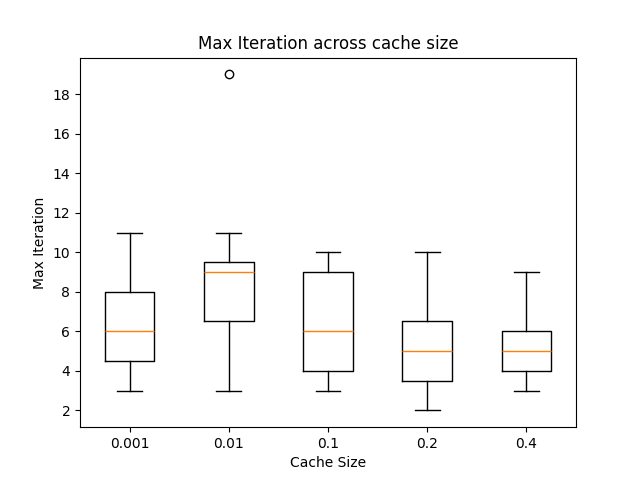 Max Iteration across cache size
Max Iteration
18
16
14
12
10
8
6
4
2
0.001 0.01 0.1 0.2 0.4
Cache Size